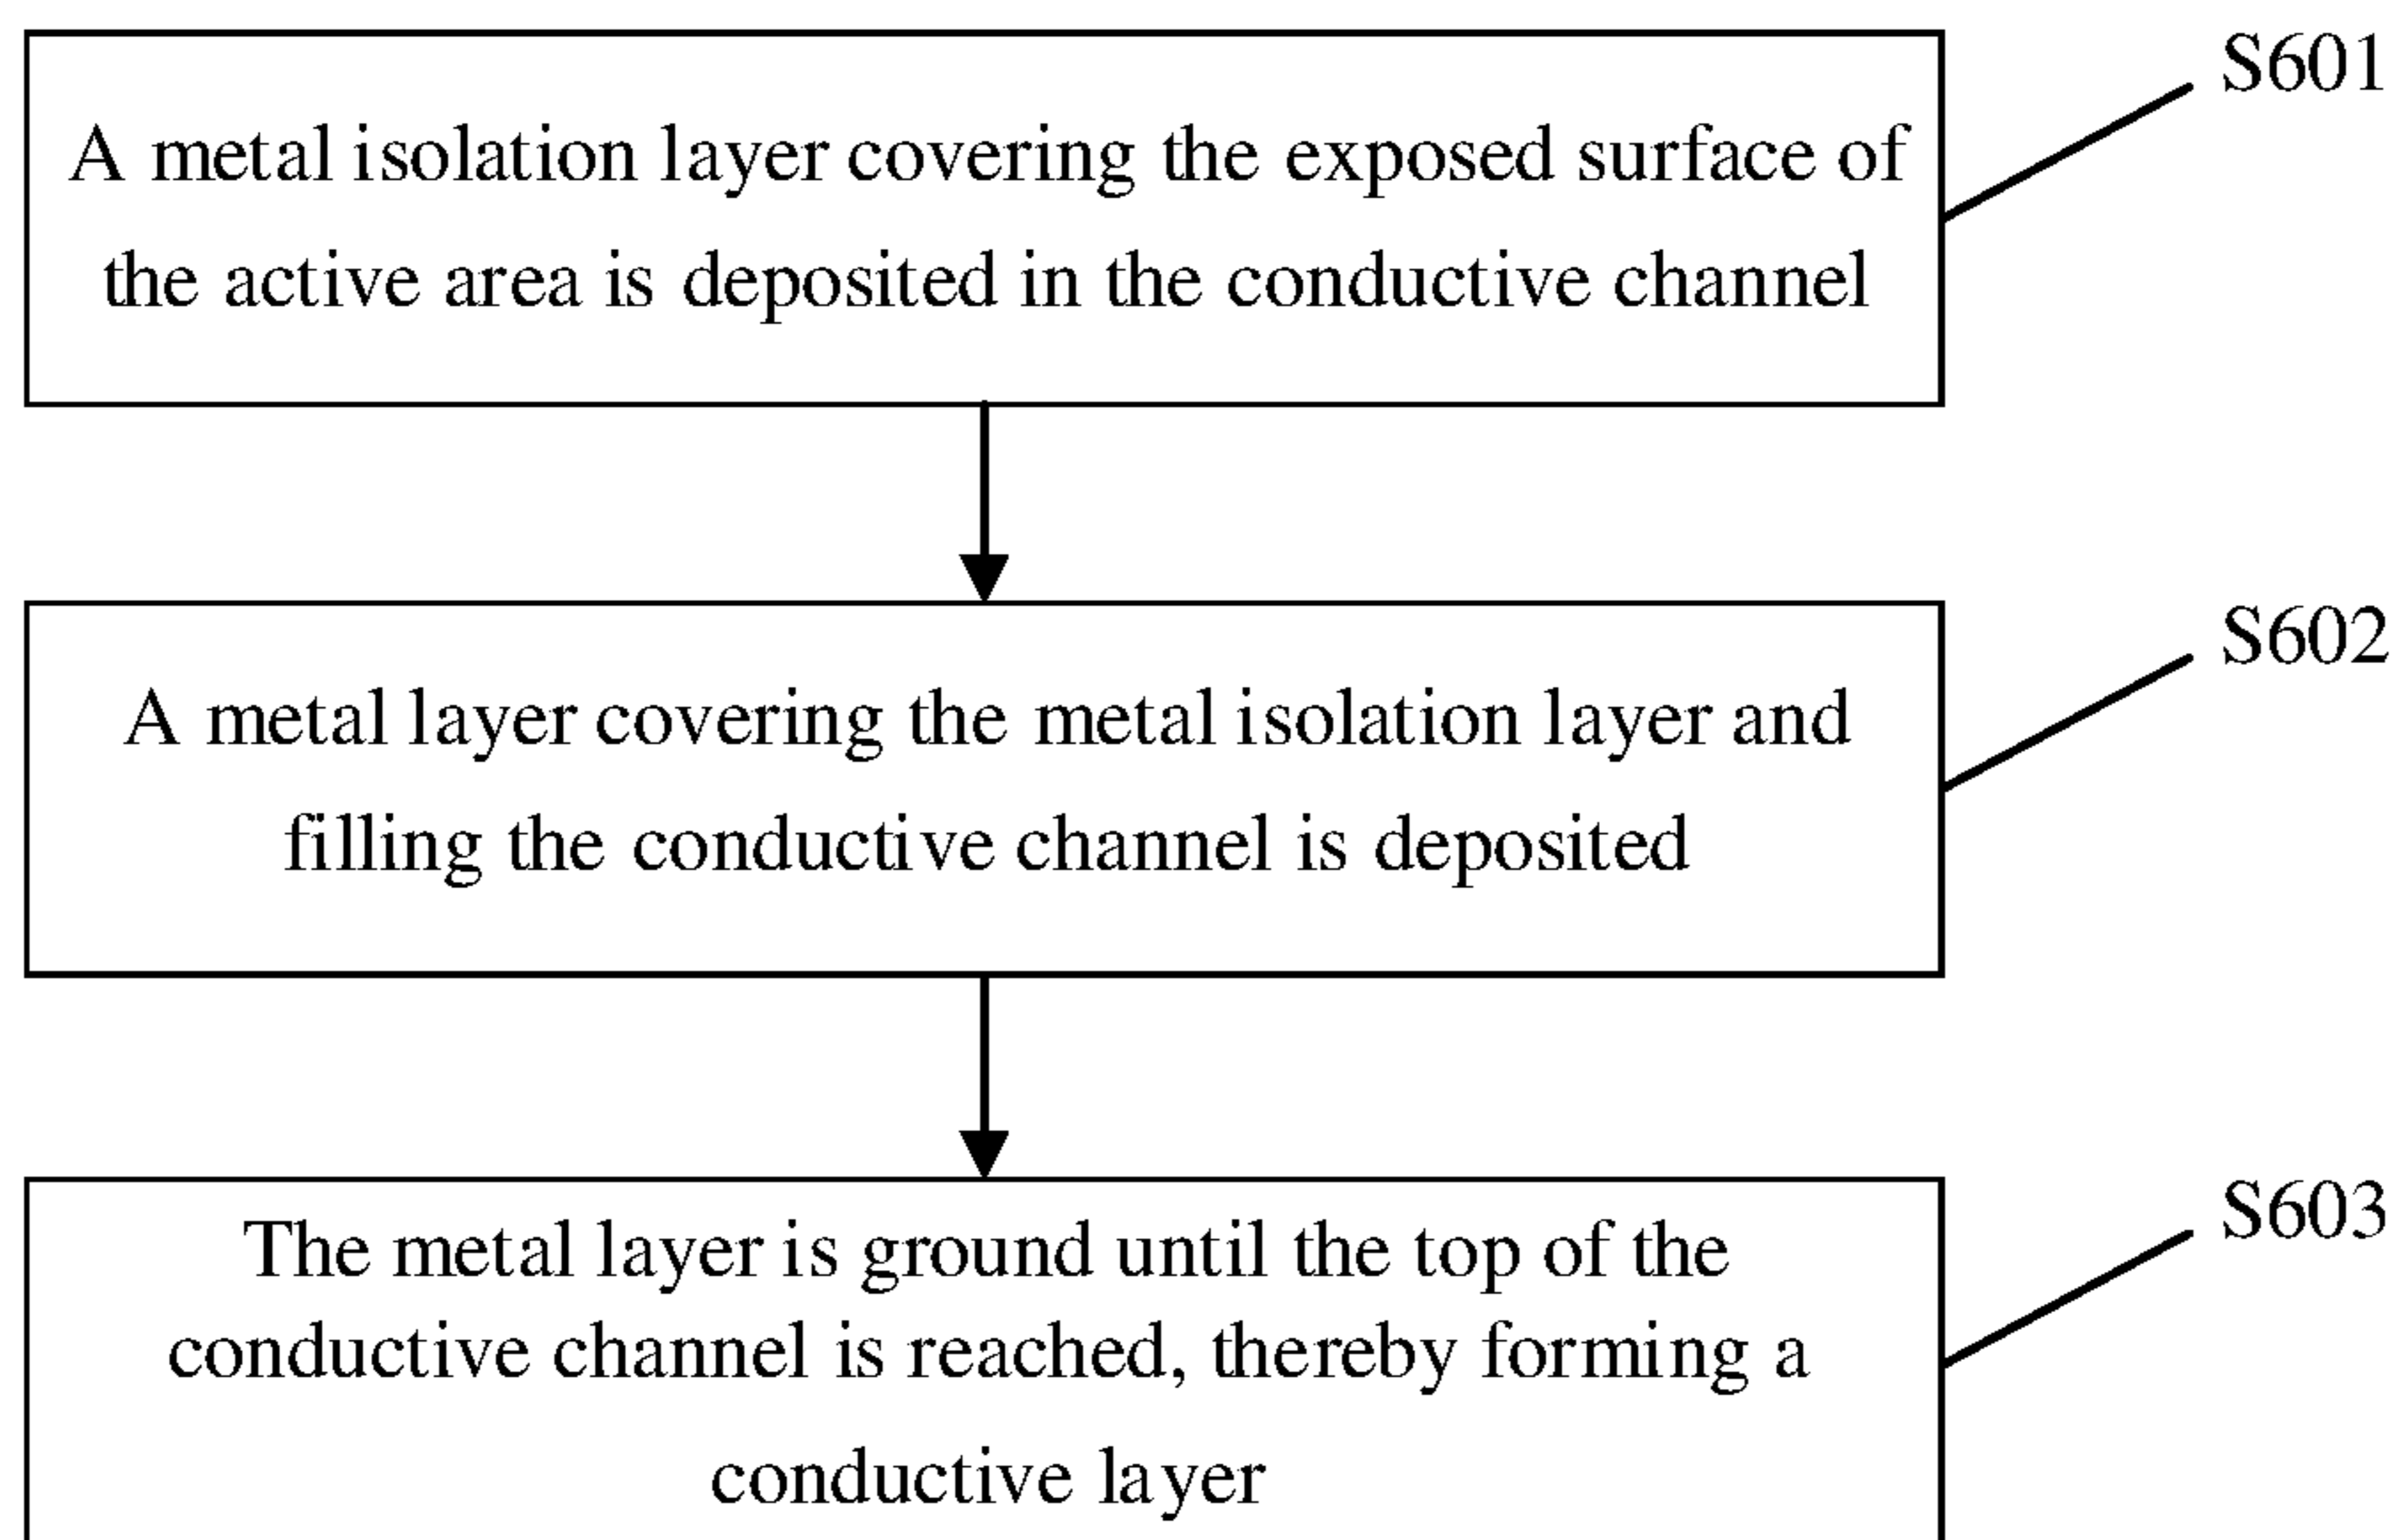 S601
A metal isolation layer covering the exposed surface of
the active area is deposited in the conductive channel
S602
A metal layer covering the metal isolation layer and
filling the conductive channel is deposited
S603
The metal layer is ground until the top of the
conductive channel is reached, thereby forming a
conductive layer